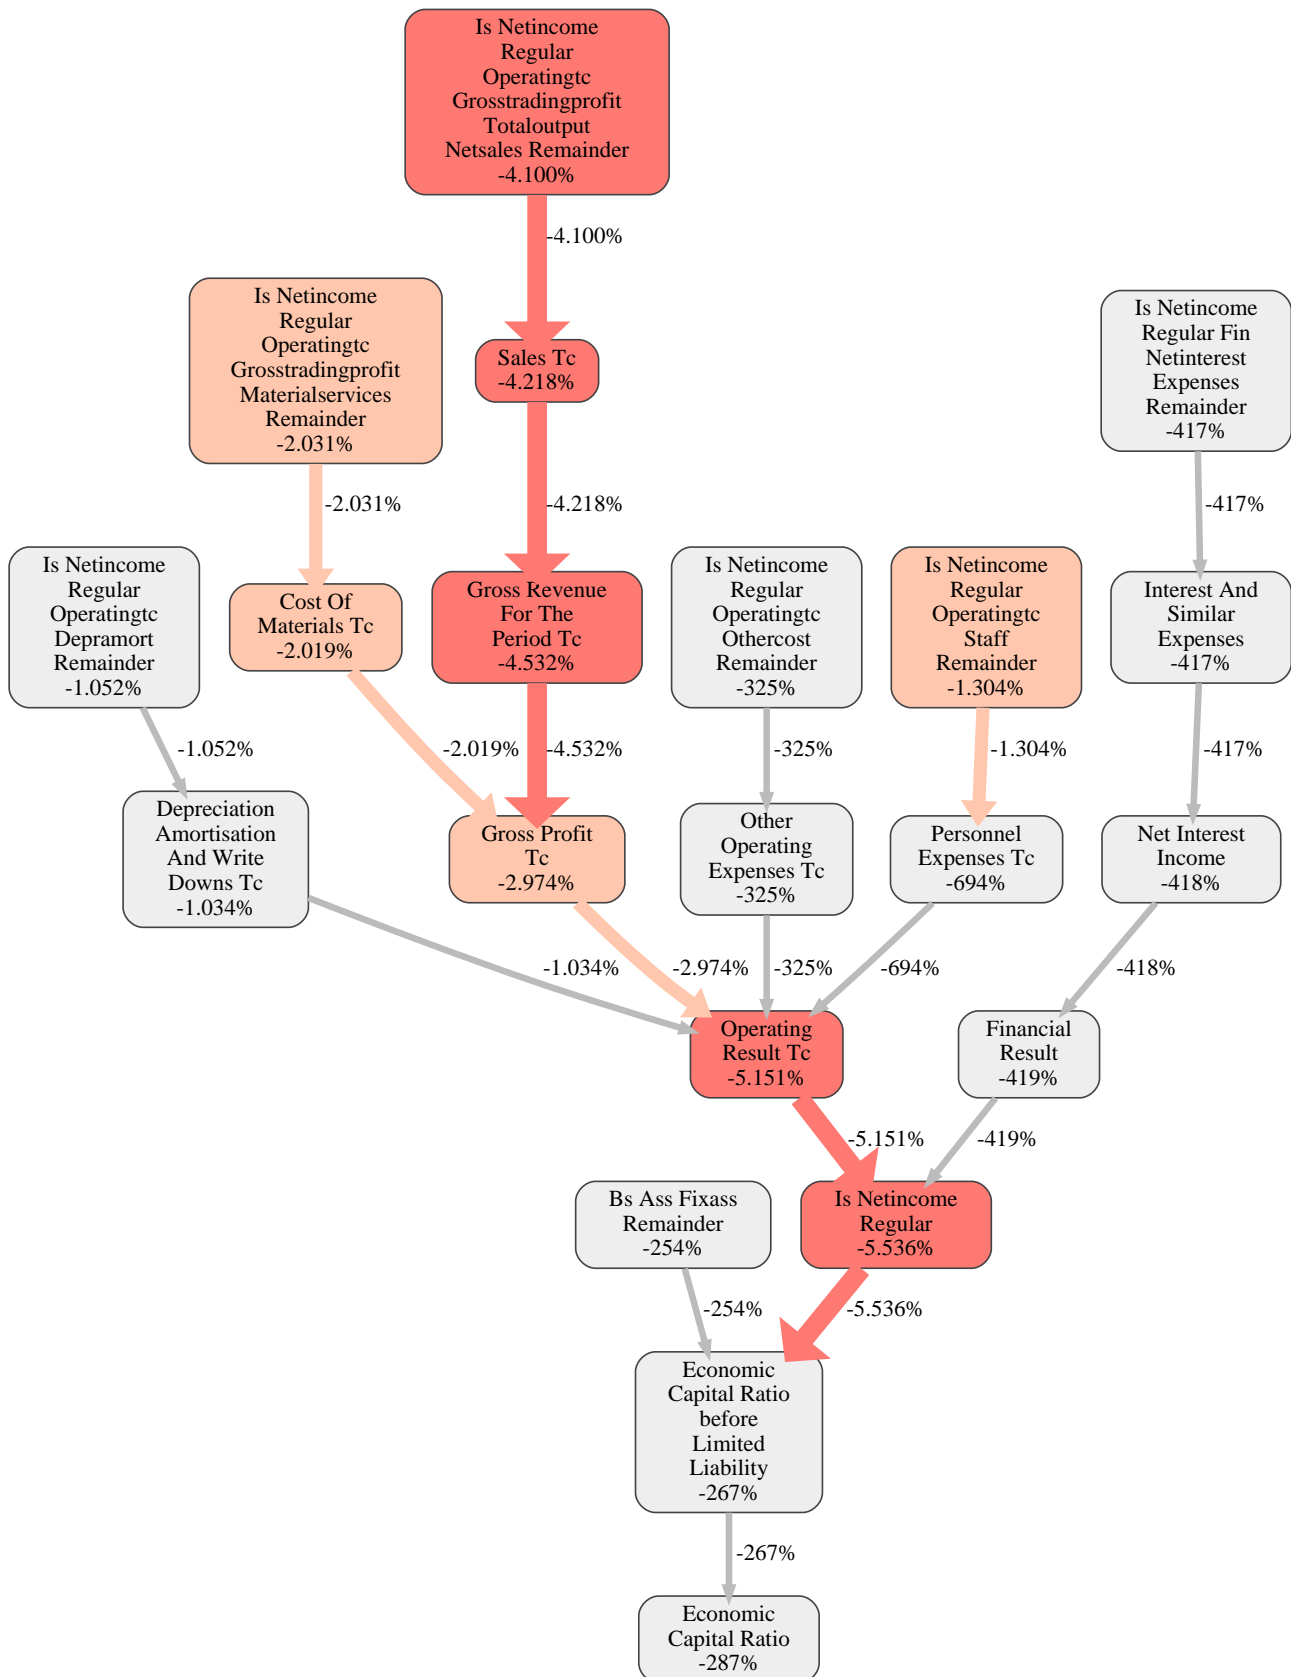 Is Netincome
Regular
Operatingtc
Grosstradingprofit
Totaloutput
Netsales Remainder
-4.100%
-4.100%
Is Netincome
Regular
Operatingtc
Grosstradingprofit
Materialservices
Remainder
-2.031%
Sales Tc
-4.218%
Is Netincome
Regular Fin
Netinterest
Expenses
Remainder
-417%
-2.031%
-4.218%
-417%
Is Netincome
Regular
Operatingtc
Depramort
Remainder
-1.052%
Cost Of
Materials Tc
-2.019%
Gross Revenue
For The
Period Tc
-4.532%
Is Netincome
Regular
Operatingtc
Othercost
Remainder
-325%
Is Netincome
Regular
Operatingtc
Staff
Remainder
-1.304%
Interest And
Similar
Expenses
-417%
-1.052%
-2.019%
-4.532%
-325%
-1.304%
-417%
Depreciation
Amortisation
And Write
Downs Tc
-1.034%
Gross Profit
Tc
-2.974%
Other
Operating
Expenses Tc
-325%
Personnel
Expenses Tc
-694%
Net Interest
Income
-418%
-1.034%
-2.974%
-325%
-694%
-418%
Operating
Result Tc
-5.151%
Financial
Result
-419%
-5.151%
-419%
Bs Ass Fixass
Remainder
-254%
Is Netincome
Regular
-5.536%
-254%
-5.536%
Economic
Capital Ratio
before
Limited
Liability
-267%
-267%
Economic
Capital Ratio
-287%